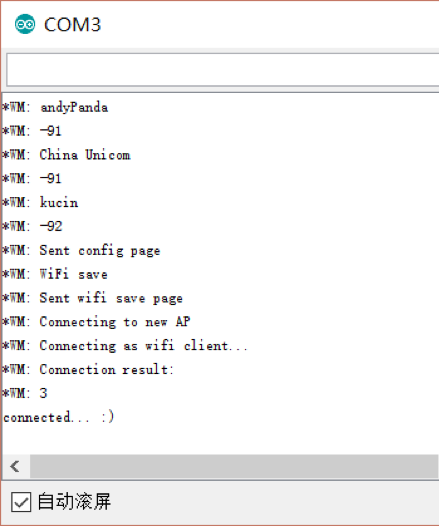 COM3
*WM: andyPanda
*WM: -91
*WM: China Unicom
*WM: -91
*WM: kucin
*WM: -92
*WM: Sent config page
*WM: WiFi save
*WM: Sent wifi save page
*WM: Connecting to new AP
*WM: Connecting as wifi client...
*WM: Connection result:
*WM: 3
connected... :)
自动滚屏